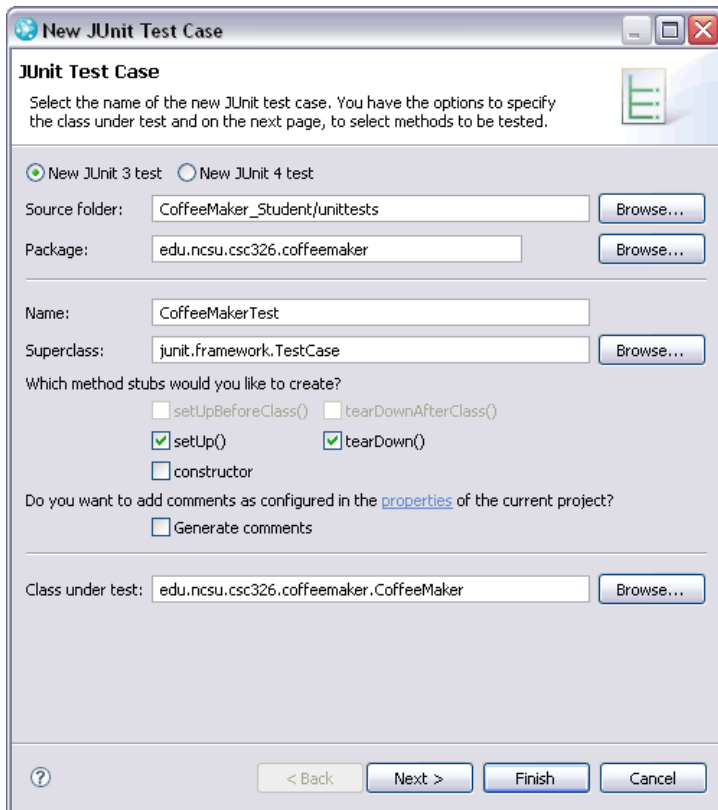 New JUnit Test Case
JUnit Test Case
Select the name of the new JUnit test case. You have the options to specify
the class under test and on the next page, to select methods to be tested.
New JUnit 3 test New JUnit 4 test
Source folder: CoffeeMaker_Student/unittests Browse...
Package: edu.ncsu.csc326.coffeemaker Browse...
Name: CoffeeMakerTest
Superclass: junit.framework.TestCase Browse...
Which method stubs would you like to create?
setUpBeforeClass() tearDownAfterClass()
setUp() tearDown()
constructor
Do you want to add comments as configured in the properties of the current project?
Generate comments
Class under test: edu.ncsu.csc326.coffeemaker.CoffeeMaker Browse...
? < Back Next > Finish Cancel